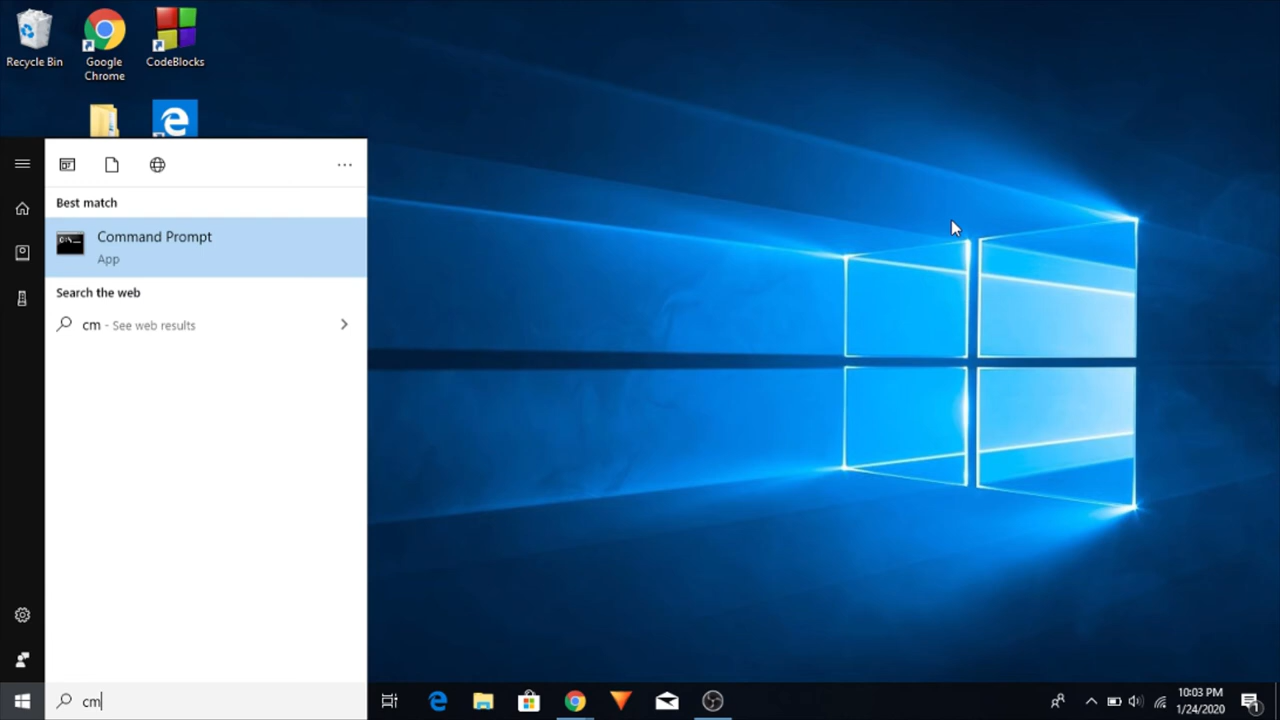 Recycle Bin
Google
Chrome
CodeBlocks
Best match
Command Prompt
App
Search the web
cm - See web results
cm
10:03 PM
1/24/2020
1